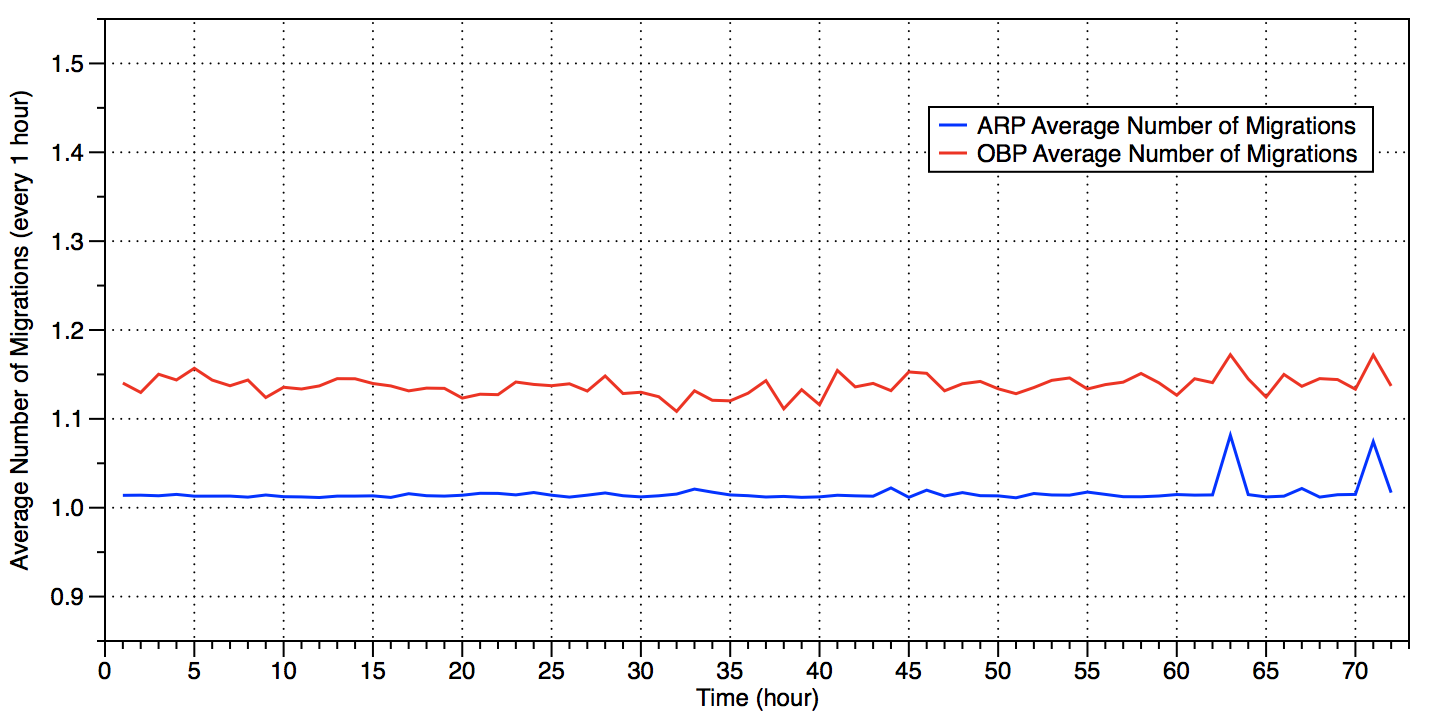 1.5
1.4
1.3
1.2
1.1
1.0
0.9
Average Number of Migrations (every 1 hour)
ARP Average Number of Migrations
OBP Average Number of Migrations
0 5 10 15 20 25 30 35 40 45 50 55 60 65 70
Time (hour)